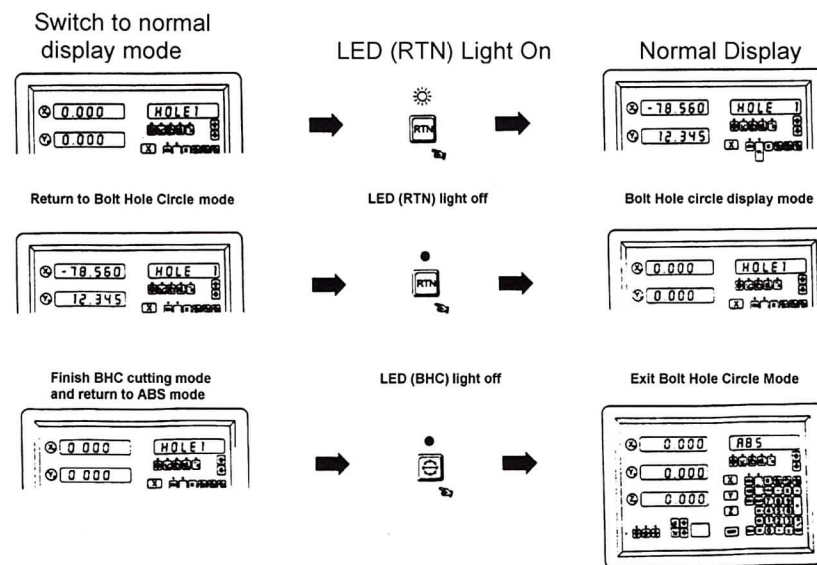 Switch to normal
display mode
LED (RTN) Light On
Normal Display
X 0.000 HOLE1
Y 0.000
X
RTN
X -78.560 HOLE 1
Y 12.345
X
Return to Bolt Hole Circle mode
LED (RTN) light off
Bolt Hole circle display mode
X -78.560 HOLE 1
Y 12.345
X
RTN
X 0.000 HOLE1
Y 0 000
X
Finish BHC cutting mode
and return to ABS mode
LED (BHC) light off
Exit Bolt Hole Circle Mode
X 0 000 HOLE1
Y 0 000
X
X 0.000 ABS
Y 0.000
Z 0.000
X
Y
Z